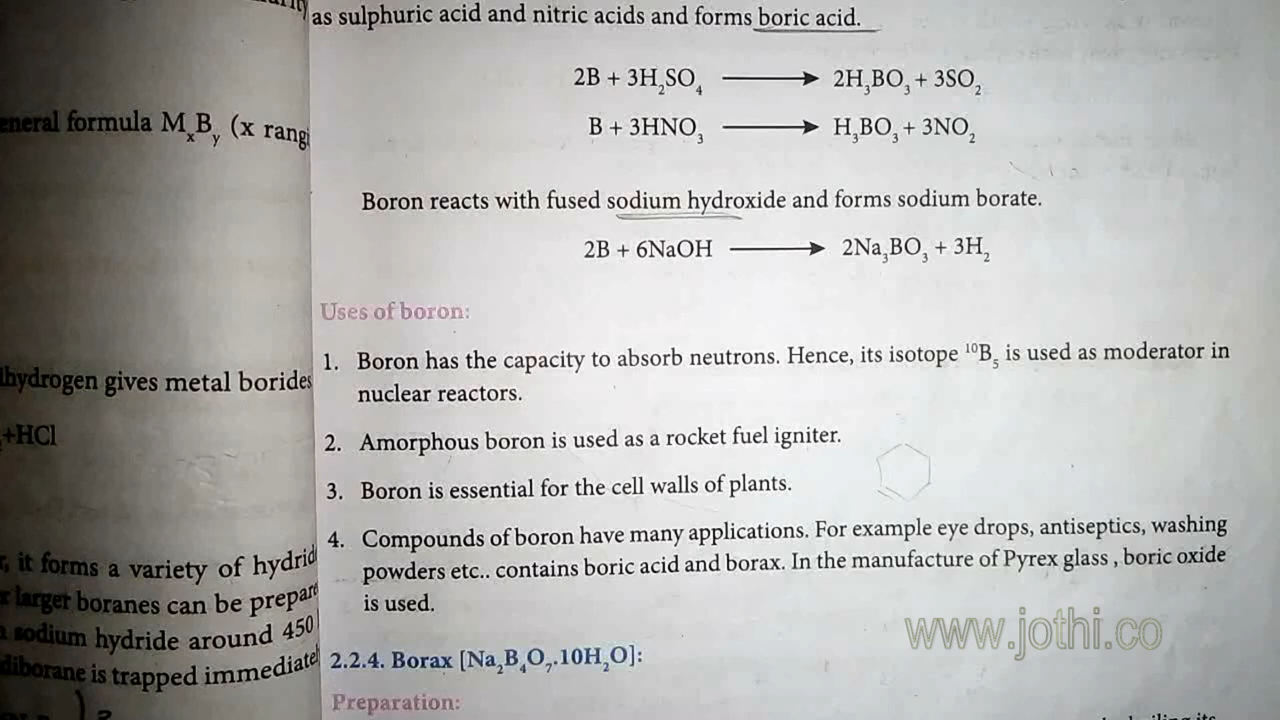 as sulphuric acid and nitric acids and forms boric acid.
2B + 3H₂SO₄ ⟶ 2H₃BO₃ + 3SO₂
eneral formula MₓBᵧ (x rangi
B + 3HNO₃ ⟶ H₃BO₃ + 3NO₂
Boron reacts with fused sodium hydroxide and forms sodium borate.
2B + 6NaOH ⟶ 2Na₃BO₃ + 3H₂
Uses of boron:
1. Boron has the capacity to absorb neutrons. Hence, its isotope ¹⁰B₅ is used as moderator in
nuclear reactors.
hydrogen gives metal borides
+HCl
2. Amorphous boron is used as a rocket fuel igniter.
3. Boron is essential for the cell walls of plants.
4. Compounds of boron have many applications. For example eye drops, antiseptics, washing
powders etc.. contains boric acid and borax. In the manufacture of Pyrex glass , boric oxide
is used.
, it forms a variety of hydrid
larger boranes can be prepare
sodium hydride around 450
diborane is trapped immediatel
www.jothi.co
2.2.4. Borax [Na₂B₄O₇.10H₂O]:
Preparation: